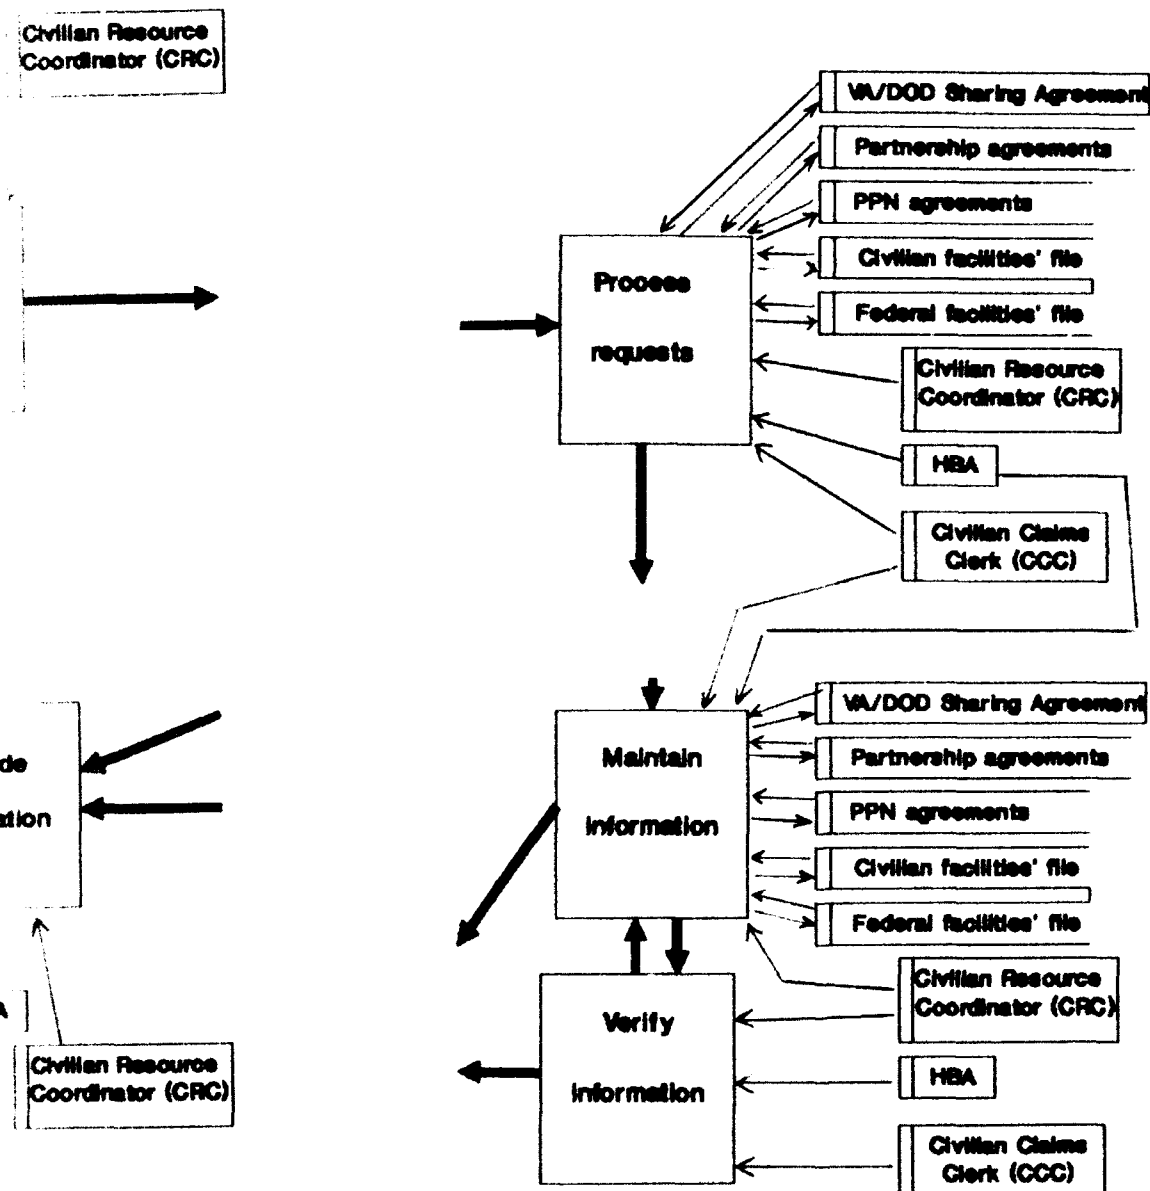 Civilian Resource
Coordinator (CRC)
VA/DOD Sharing Agreement
Partnership agreements
PPN agreements
Civilian facilities' file
Federal facilities' file
Process
requests
Civilian Resource
Coordinator (CRC)
HBA
Civilian Claims
Clerk (CCC)
VA/DOD Sharing Agreement
Partnership agreements
PPN agreements
Civilian facilities' file
Federal facilities' file
Maintain
information
de
ation
Civilian Resource
Coordinator (CRC)
HBA
Civilian Claims
Clerk (CCC)
Verify
information
A
Civilian Resource
Coordinator (CRC)